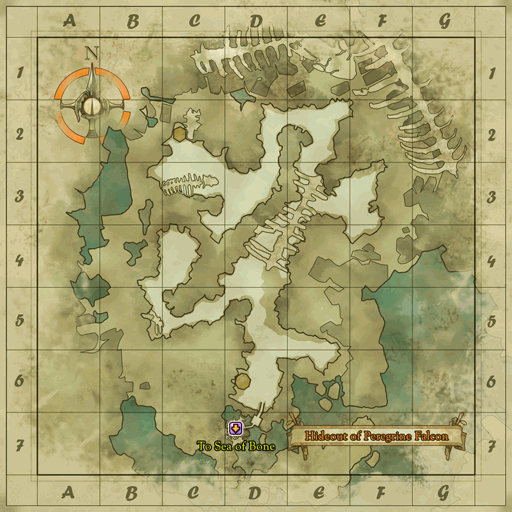 A B C D E F G
N
1 1
2 2
3 3
4 4
5 5
6 6
Hideout of Peregrine Falcon
To Sea of Bone
7 7
A B C D E F G